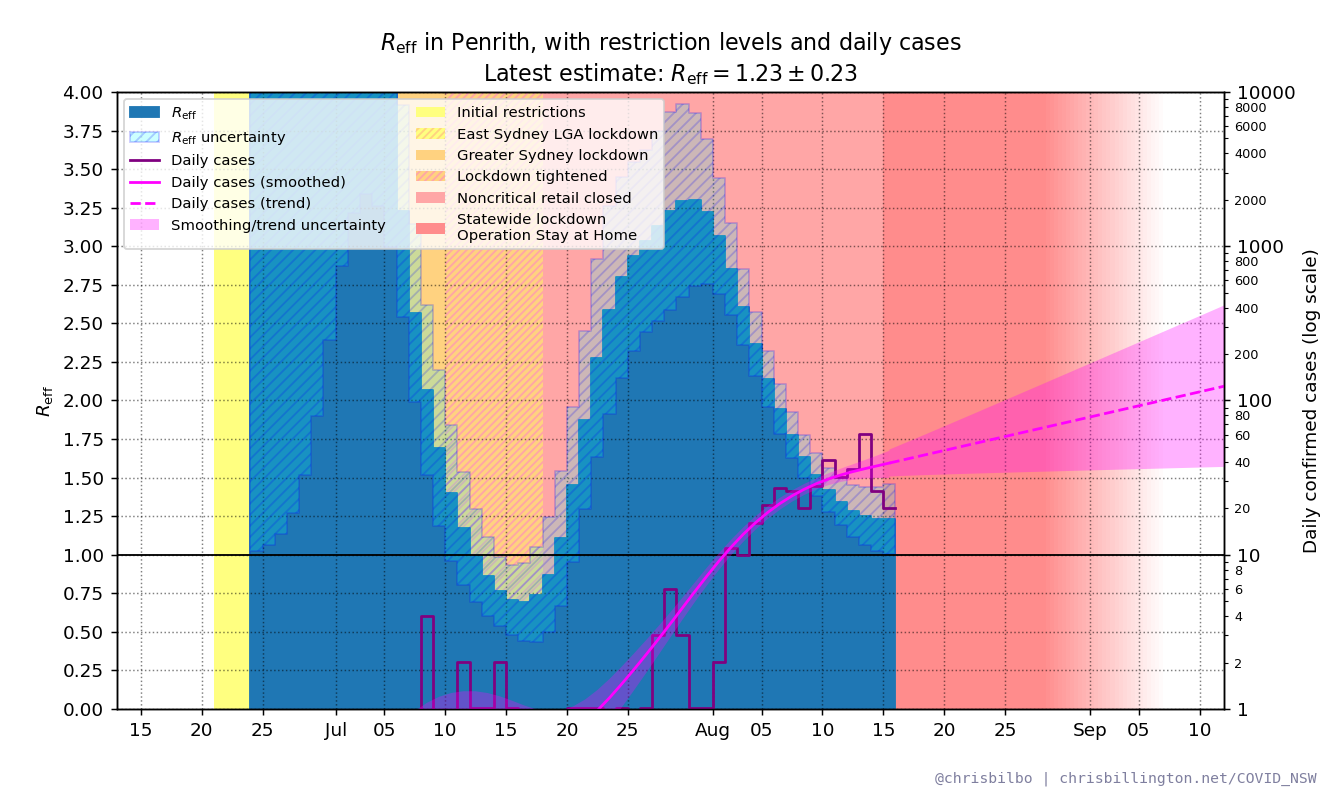 Reff in Penrith, with restriction levels and daily cases
Latest estimate: Reff = 1.23 ± 0.23
Reff
Reff uncertainty
Daily cases
Daily cases (smoothed)
Daily cases (trend)
Smoothing/trend uncertainty
Initial restrictions
East Sydney LGA lockdown
Greater Sydney lockdown
Lockdown tightened
Noncritical retail closed
Statewide lockdown
Operation Stay at Home
4.00
3.75
3.50
3.25
3.00
2.75
2.50
2.25
2.00
1.75
1.50
1.25
1.00
0.75
0.50
0.25
0.00
Reff
10000
8000
6000
4000
2000
1000
800
600
400
200
100
80
60
40
20
10
8
6
4
2
1
Daily confirmed cases (log scale)
15 20 25 Jul 05 10 15 20 25 Aug 05 10 15 20 25 Sep 05 10
@chrisbilbo | chrisbillington.net/COVID_NSW